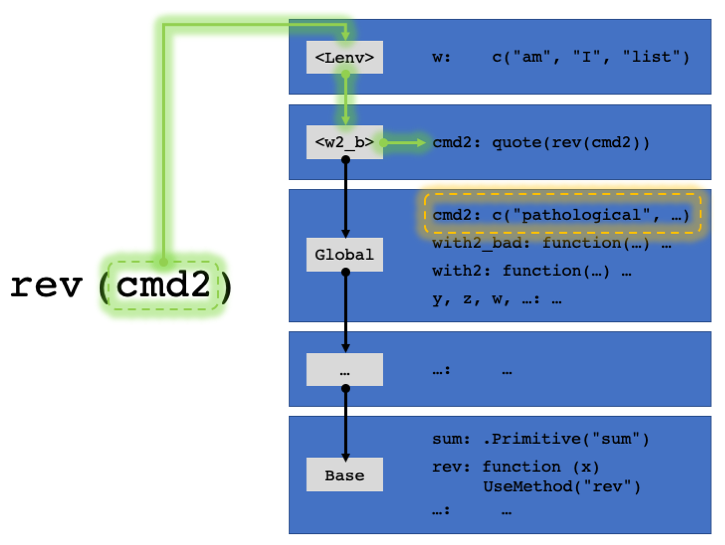 <Lenv> w: c("am", "I", "list")
<w2_b> cmd2: quote(rev(cmd2))
cmd2: c("pathological", …)
with2_bad: function(…) …
Global
with2: function(…) …
rev(cmd2)
y, z, w, …: …
… …: …
sum: .Primitive("sum")
rev: function (x)
Base
UseMethod("rev")
…: …